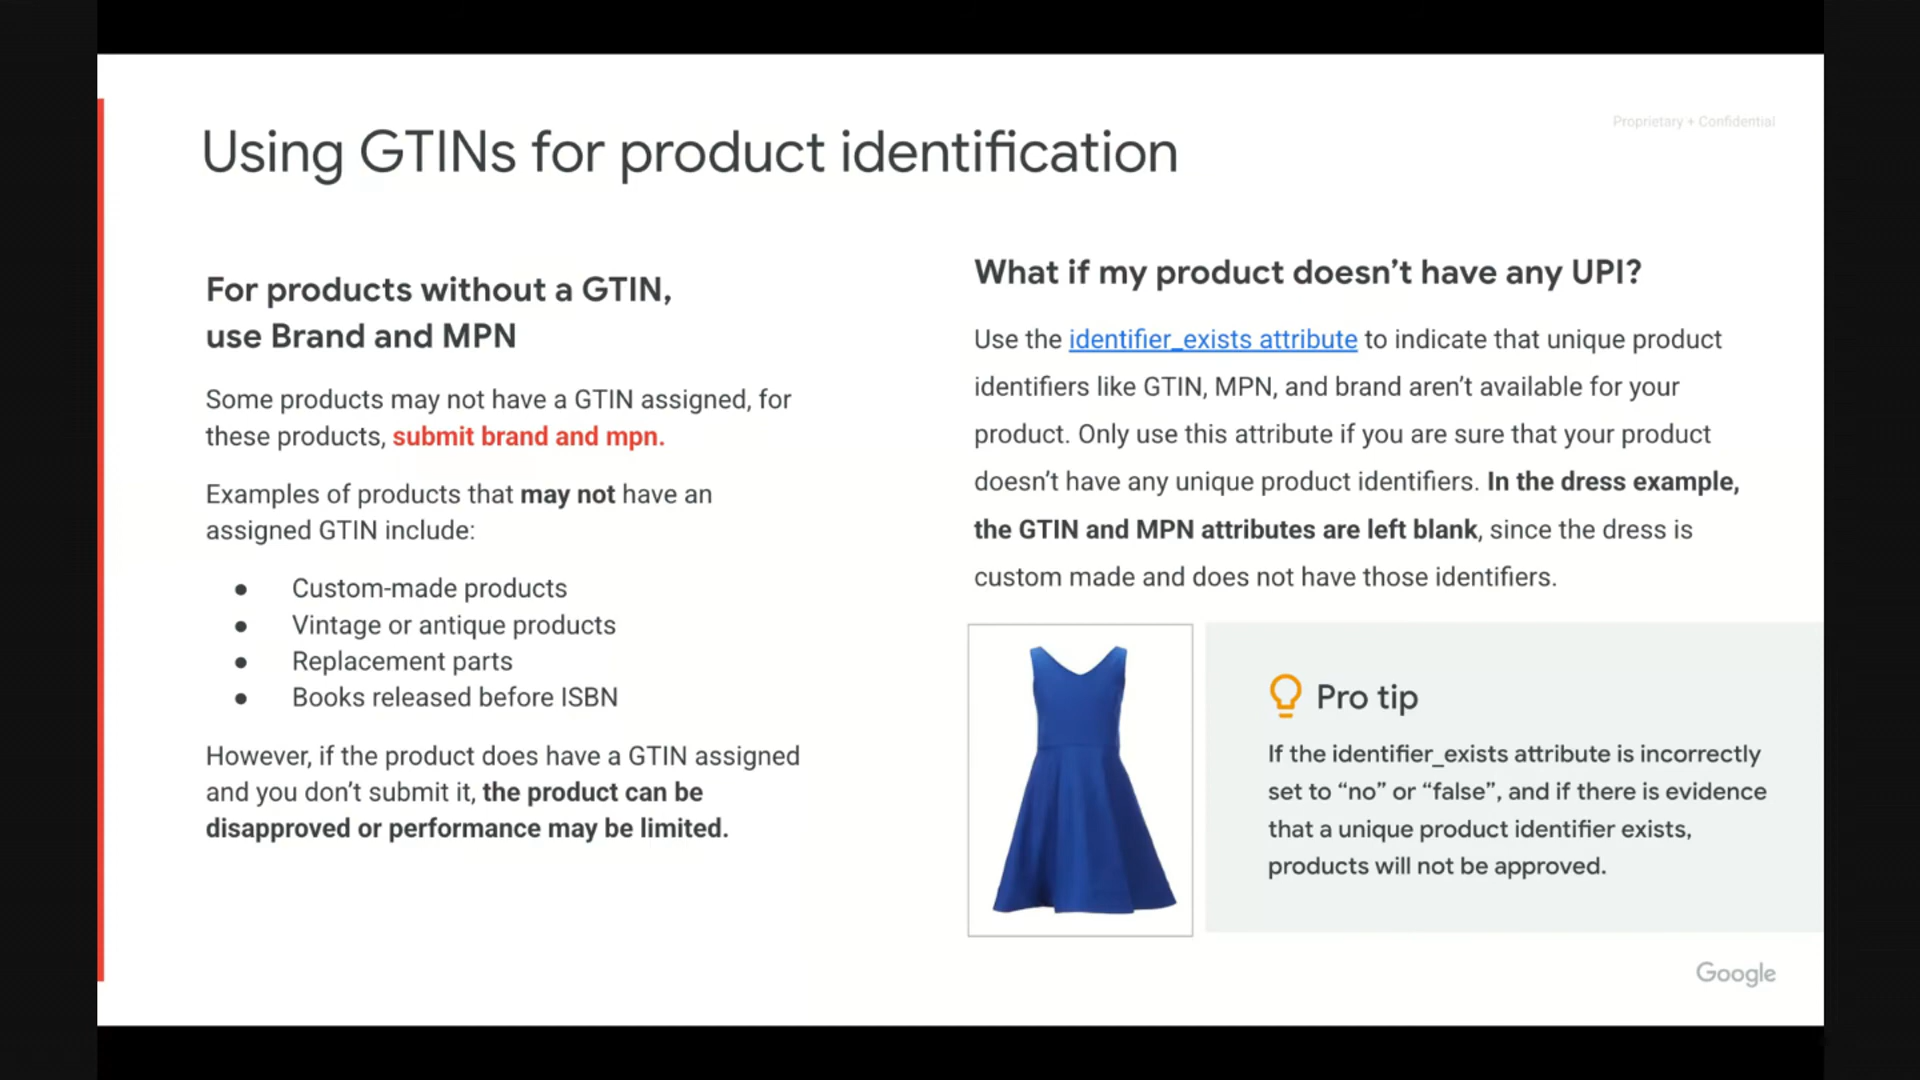 Proprietary + Confidential
Using GTINs for product identification
For products without a GTIN,
use Brand and MPN
Some products may not have a GTIN assigned, for
these products, submit brand and mpn.
Examples of products that may not have an
assigned GTIN include:
● Custom-made products
● Vintage or antique products
● Replacement parts
● Books released before ISBN
However, if the product does have a GTIN assigned
and you don’t submit it, the product can be
disapproved or performance may be limited.
What if my product doesn’t have any UPI?
Use the identifier_exists attribute to indicate that unique product
identifiers like GTIN, MPN, and brand aren’t available for your
product. Only use this attribute if you are sure that your product
doesn’t have any unique product identifiers. In the dress example,
the GTIN and MPN attributes are left blank, since the dress is
custom made and does not have those identifiers.
Pro tip
If the identifier_exists attribute is incorrectly
set to “no” or “false”, and if there is evidence
that a unique product identifier exists,
products will not be approved.
Google